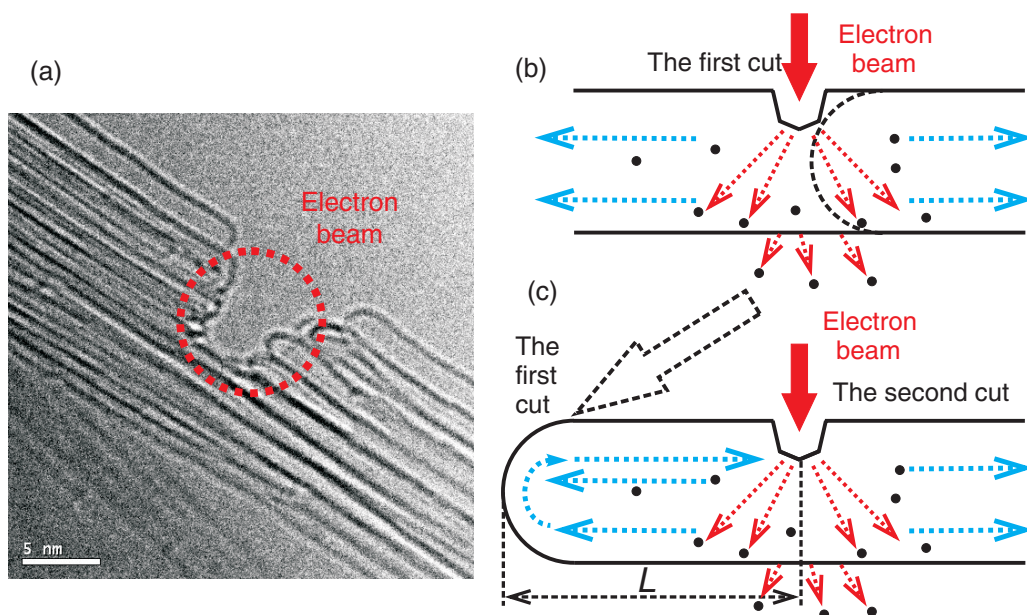 (a)
Electron
beam
5 nm
(b)
The first cut
Electron
beam
(c)
The
first
cut
Electron
beam
The second cut
L